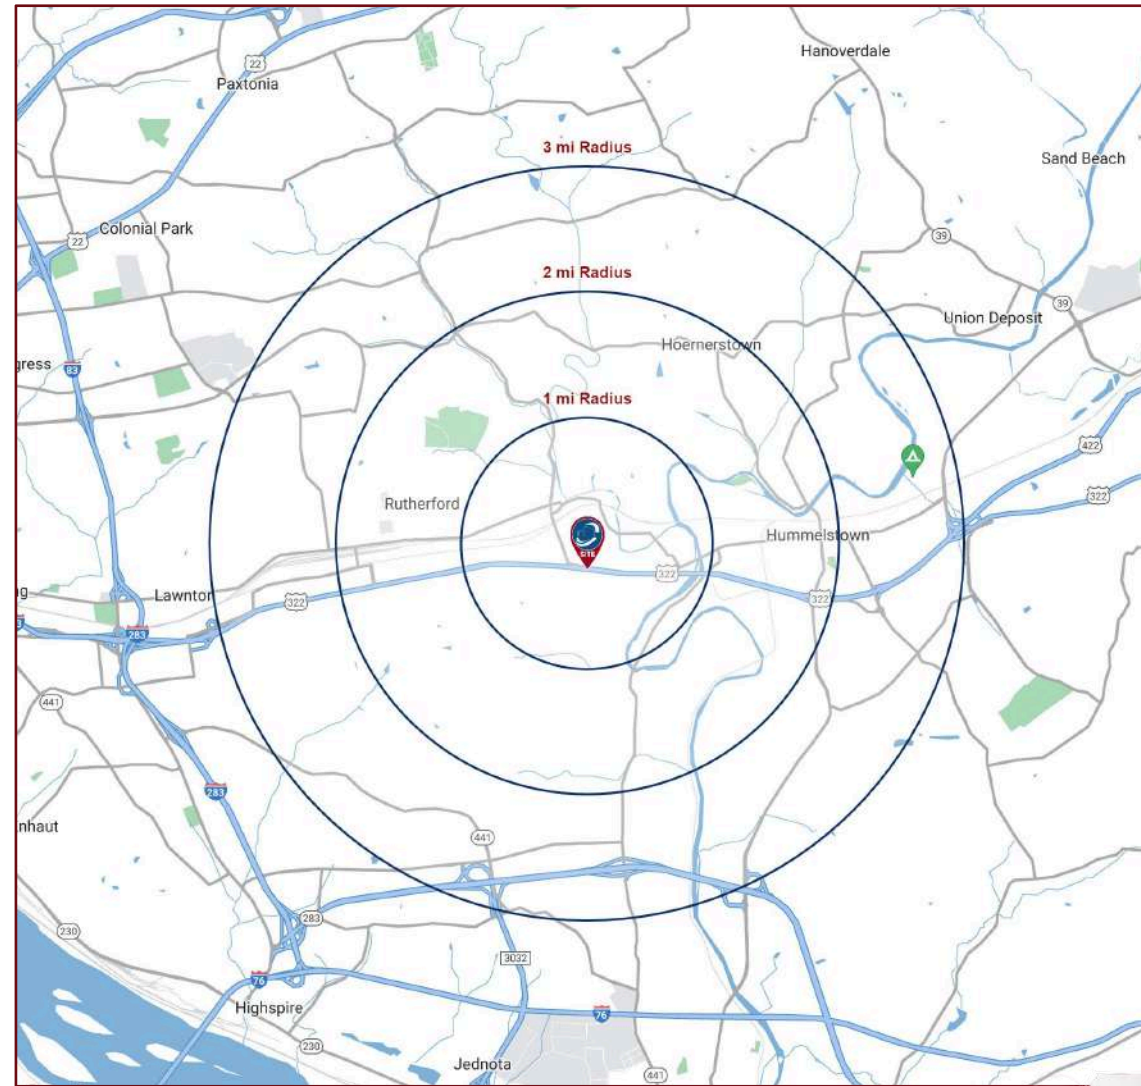 Hanoverdale
22
Paxtonia
3 mi Radius
Sand Beach
Colonial Park
39
22
2 mi Radius
39
Union Deposit
Hoernerstown
gress
83
1 mi Radius
422
322
Rutherford
SITE
Hummelstown
322
Lawnton
322
322
283
441
283
nhaut
441
283
230
3032
76
Highspire
76
230
Jednota
441